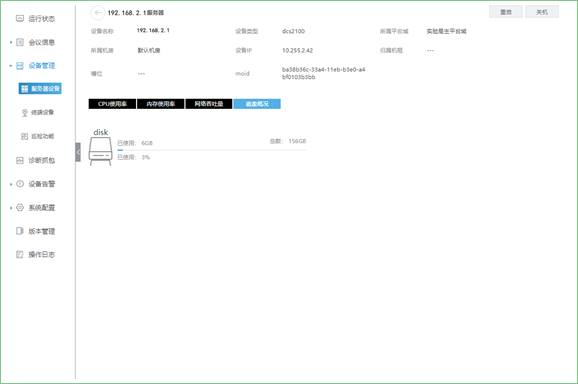 运行状态
会议信息
设备管理
服务器设备
终端设备
巡检功能
诊断抓包
设备告警
系统配置
版本管理
操作日志
192. 168. 2. 1服务器
重启
关机
设备名称 192. 168. 2. 1 设备类型 dcs2100 所属平台域 实验是主平台域
所属机房 默认机房 设备IP 10.255.2.42 归属机框 ---
槽位 --- moid ba38b36c-33a4-11eb-b3e0-a4
bf0103b3bb
CPU使用率 内存使用率 网络吞吐量 磁盘概况
disk
已使用: 6GB 总数: 156GB
已使用: 3%